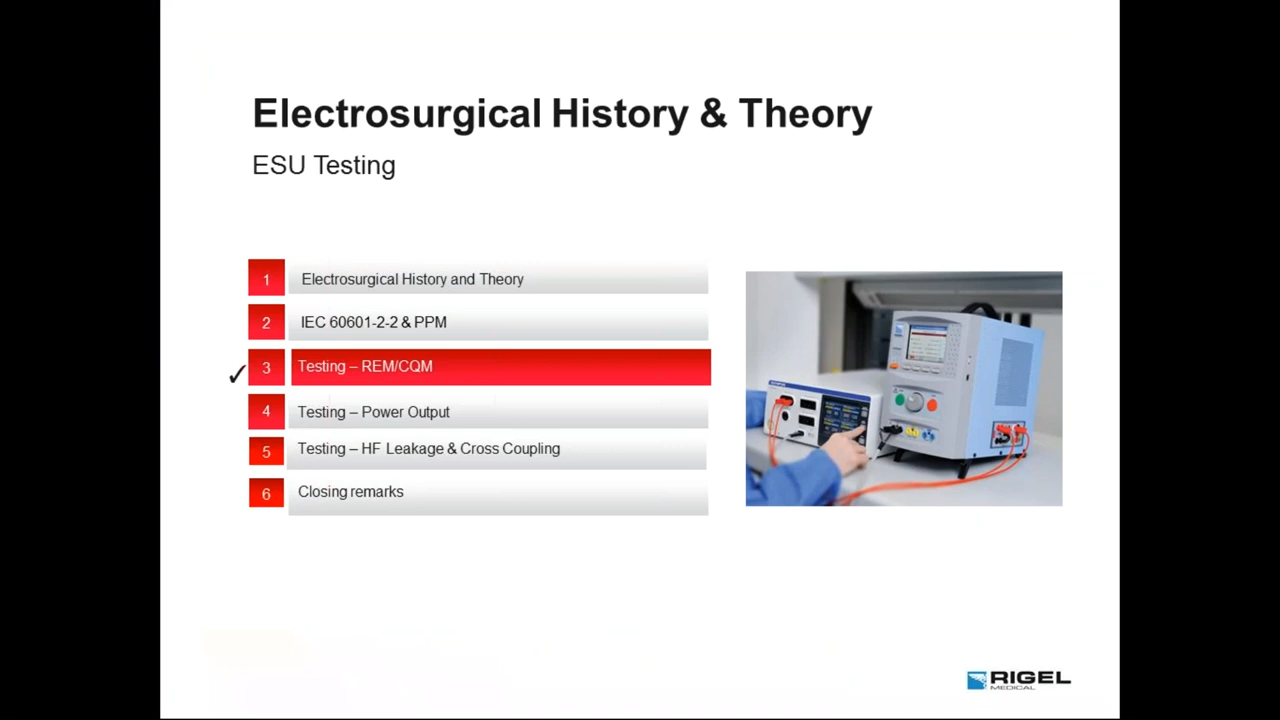 Electrosurgical History & Theory
ESU Testing
1 Electrosurgical History and Theory
2 IEC 60601-2-2 & PPM
3 Testing – REM/CQM
4 Testing – Power Output
5 Testing – HF Leakage & Cross Coupling
6 Closing remarks
RIGEL
MEDICAL